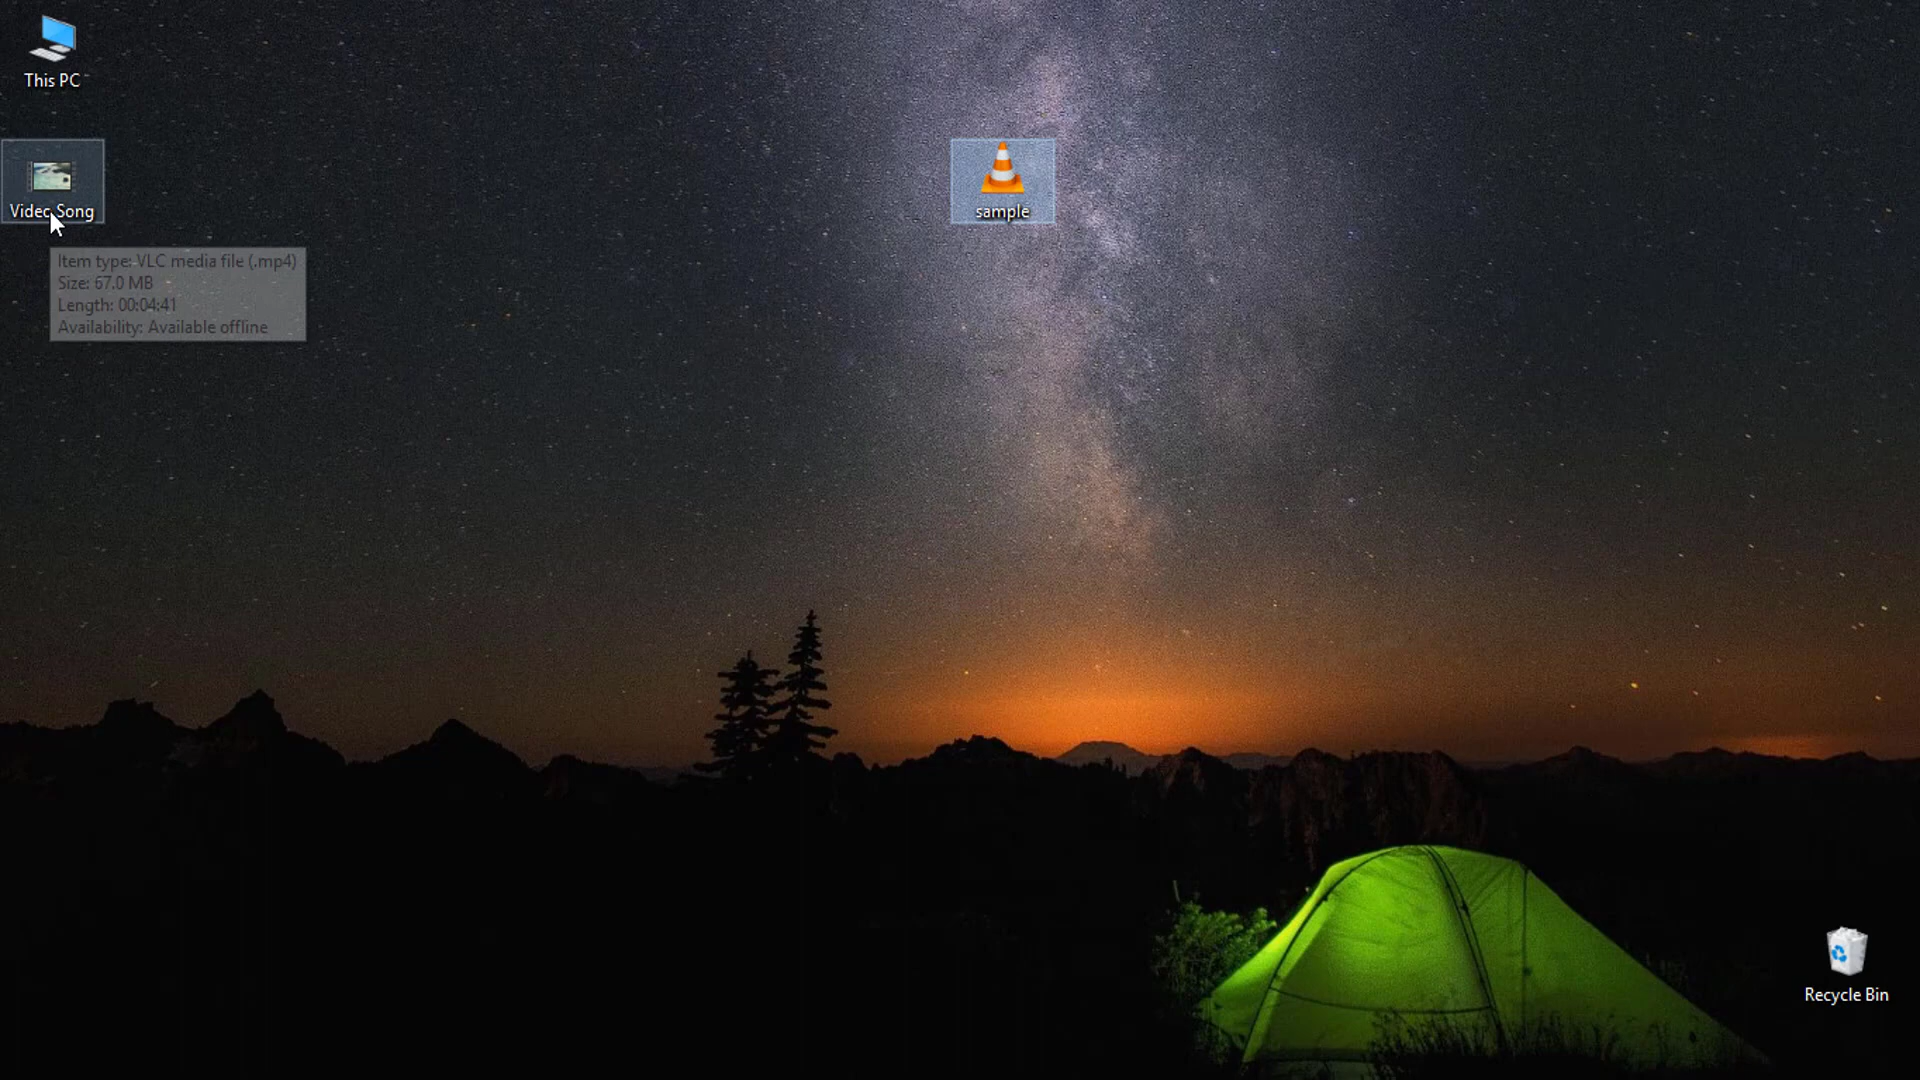 This PC
Video Song
sample
Item type: VLC media file (.mp4)
Size: 67.0 MB
Length: 00:04:41
Availability: Available offline
Recycle Bin